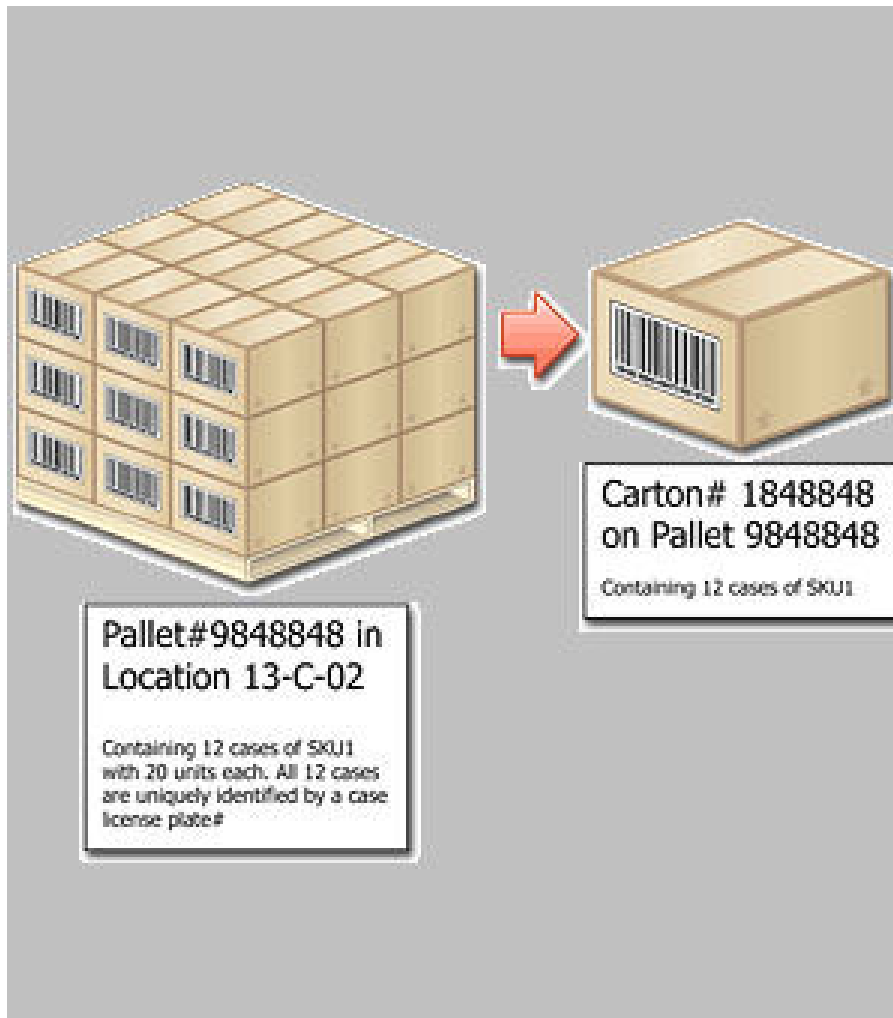 Pallet#9848848 in
Location 13-C-02
Containing 12 cases of SKU1
with 20 units each. All 12 cases
are uniquely identified by a case
license plate#
Carton# 1848848
on Pallet 9848848
Containing 12 cases of SKU1